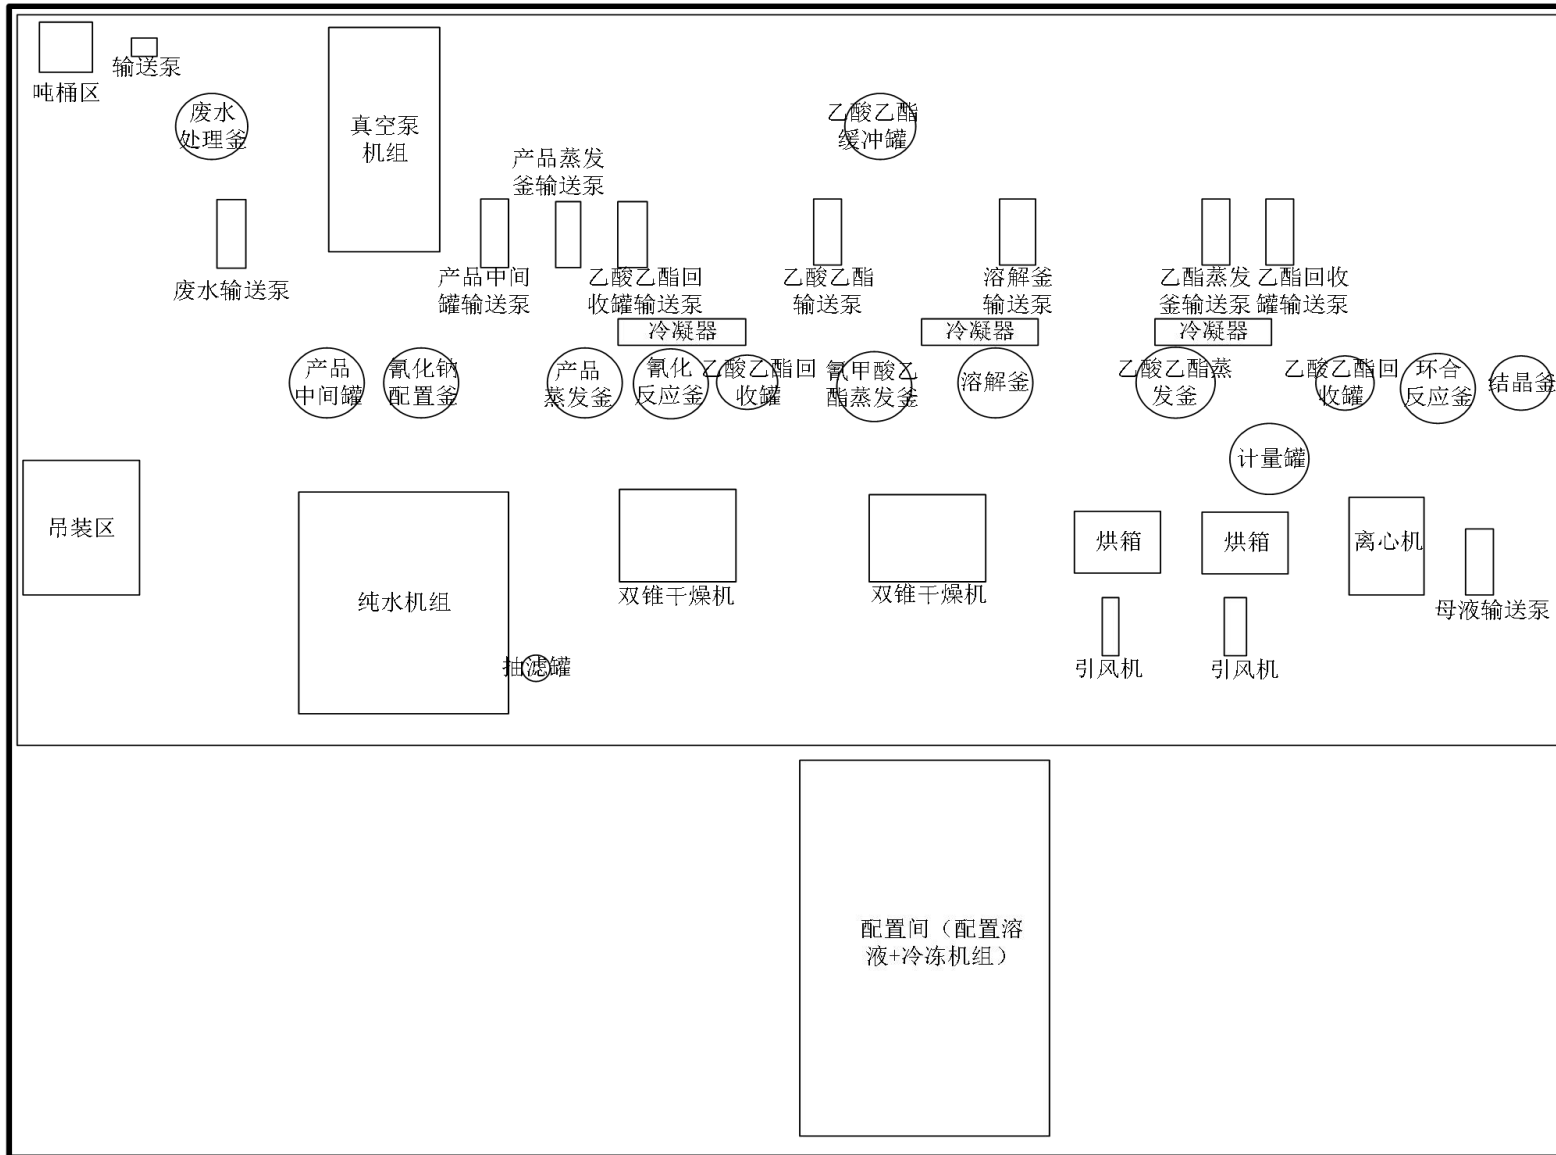 吨桶区
输送泵
废水
处理釜
真空泵
机组
乙酸乙酯
缓冲罐
产品蒸发
釜输送泵
废水输送泵
产品中间
罐输送泵
乙酸乙酯回
收罐输送泵
乙酸乙酯
输送泵
溶解釜
输送泵
乙酯蒸发
釜输送泵
乙酯回收
罐输送泵
冷凝器
冷凝器
冷凝器
产品
中间罐
氰化钠
配置釜
产品
蒸发釜
氰化
反应釜
乙酸乙酯回
收罐
氰甲酸乙
酯蒸发釜
溶解釜
乙酸乙酯蒸
发釜
乙酸乙酯回
收罐
环合
反应釜
结晶釜
计量罐
吊装区
纯水机组
抽滤罐
双锥干燥机
双锥干燥机
烘箱
烘箱
离心机
母液输送泵
引风机
引风机
配置间（配置溶
液+冷冻机组）